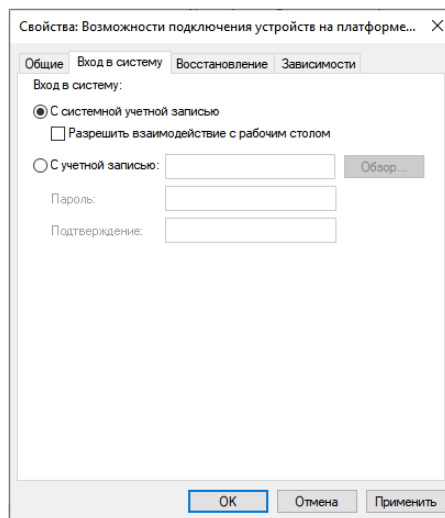 Свойства: Возможности подключения устройств на платформе...
Общие Вход в систему Восстановление Зависимости
Вход в систему:
С системной учетной записью
Разрешить взаимодействие с рабочим столом
С учетной записью: Обзор...
Пароль:
Подтверждение:
OK Отмена Применить